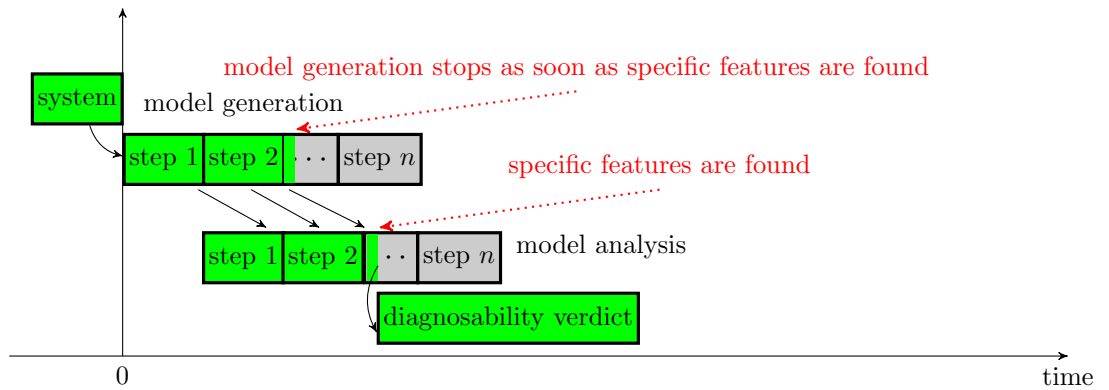 model generation stops as soon as specific features are found
system
model generation
step 1 step 2 ··· step n
specific features are found
step 1 step 2 ·· step n
model analysis
diagnosability verdict
0
time